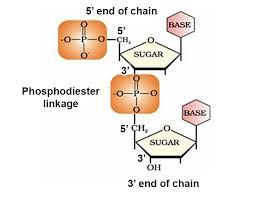 5' end of chain
O
O–P–O–CH₂
O
5'
O
BASE
SUGAR
3'
O
Phosphodiester
linkage
O–P–O
O
5' CH₂
O
BASE
SUGAR
3'
OH
3' end of chain